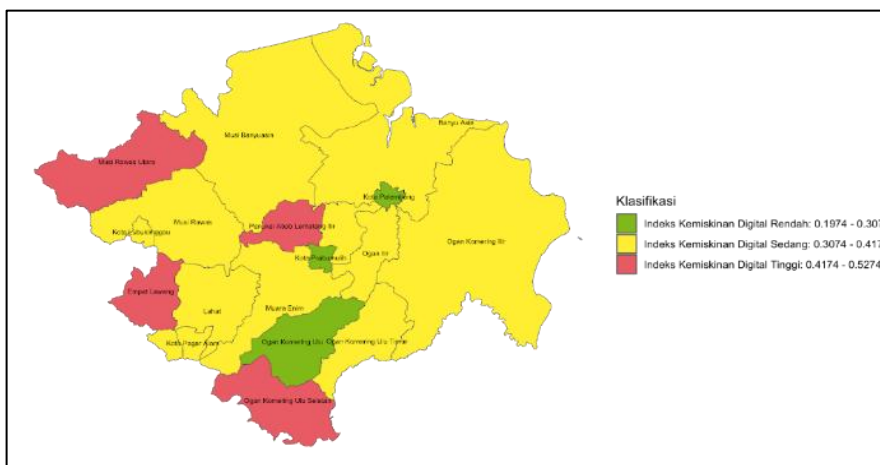 Banyu Asin
Musi Banyuasin
Musi Rawas Utara
Kota Palembang
Musi Rawas
Penukal Abab Lematang Ilir
Kota Lubuklinggau
Ogan Komering Ilir
Ogan Ilir
Kota Prabumulih
Empat Lawang
Lahat
Muara Enim
Kota Pagar Alam
Ogan Komering Ulu
Ogan Komering Ulu Timur
Ogan Komering Ulu Selatan
Klasifikasi
Indeks Kemiskinan Digital Rendah: 0.1974 - 0.307
Indeks Kemiskinan Digital Sedang: 0.3074 - 0.417
Indeks Kemiskinan Digital Tinggi: 0.4174 - 0.5274